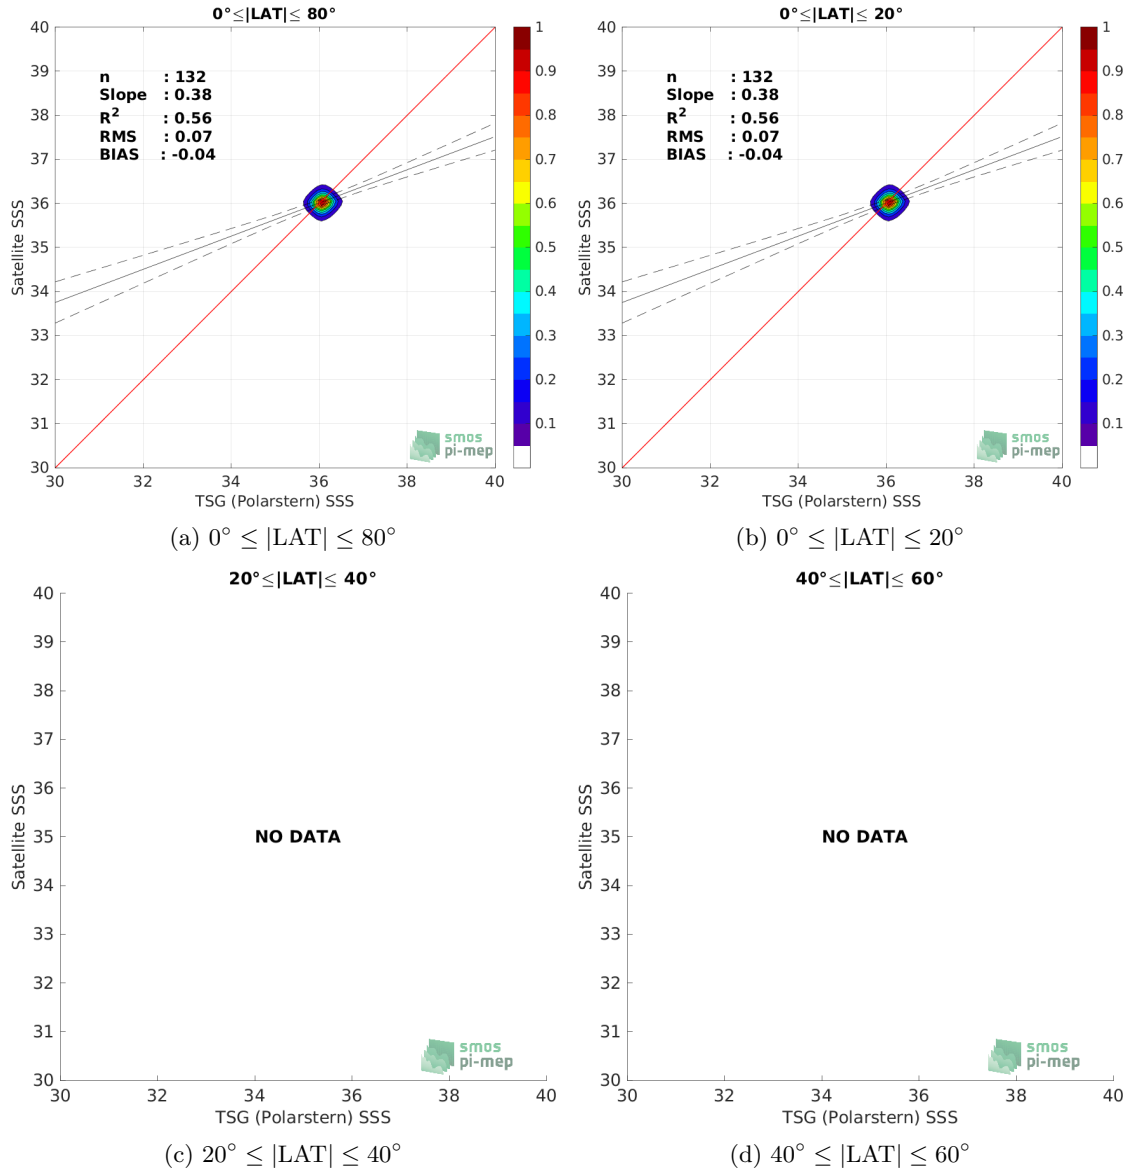 0°≤|LAT|≤ 80°
40
39
38
37
36
35
34
33
32
31
30
Satellite SSS
n : 132
Slope : 0.38
R² : 0.56
RMS : 0.07
BIAS : -0.04
smos
pi-mep
30 32 34 36 38 40
TSG (Polarstern) SSS
1
0.9
0.8
0.7
0.6
0.5
0.4
0.3
0.2
0.1
(a) 0° ≤ |LAT| ≤ 80°
0°≤|LAT|≤ 20°
40
39
38
37
36
35
34
33
32
31
30
Satellite SSS
n : 132
Slope : 0.38
R² : 0.56
RMS : 0.07
BIAS : -0.04
smos
pi-mep
30 32 34 36 38 40
TSG (Polarstern) SSS
1
0.9
0.8
0.7
0.6
0.5
0.4
0.3
0.2
0.1
(b) 0° ≤ |LAT| ≤ 20°
20°≤|LAT|≤ 40°
40
39
38
37
36
35
34
33
32
31
30
Satellite SSS
NO DATA
smos
pi-mep
30 32 34 36 38 40
TSG (Polarstern) SSS
(c) 20° ≤ |LAT| ≤ 40°
40°≤|LAT|≤ 60°
40
39
38
37
36
35
34
33
32
31
30
Satellite SSS
NO DATA
smos
pi-mep
30 32 34 36 38 40
TSG (Polarstern) SSS
(d) 40° ≤ |LAT| ≤ 60°